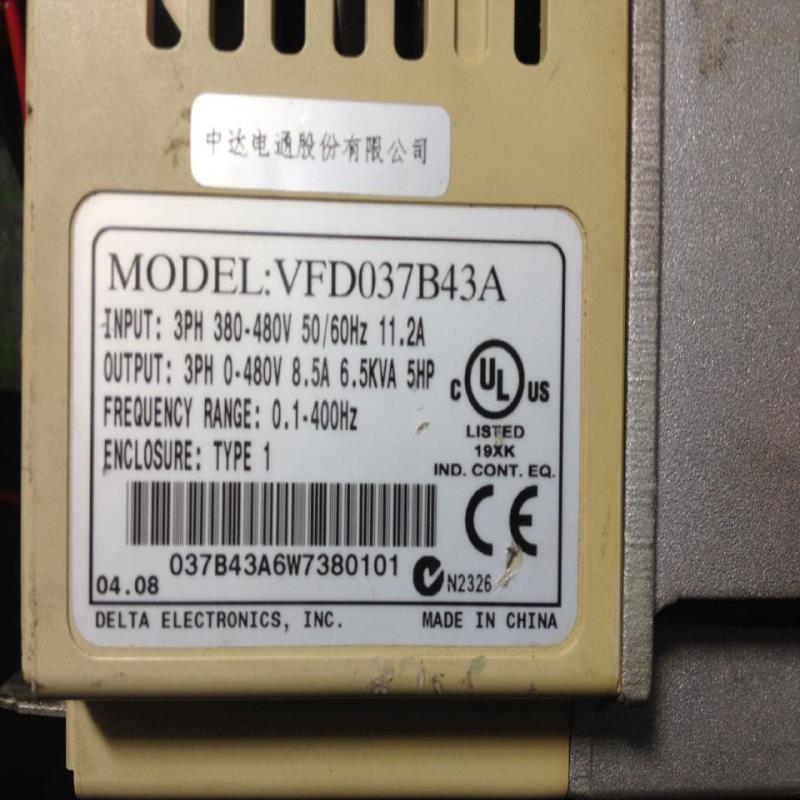 中达电通股份有限公司
MODEL:VFD037B43A
INPUT: 3PH 380-480V 50/60Hz 11.2A
OUTPUT: 3PH 0-480V 8.5A 6.5KVA 5HP
FREQUENCY RANGE: 0.1-400Hz
ENCLOSURE: TYPE 1
C UL US
LISTED
19XK
IND. CONT. EQ.
CE
037B43A6W7380101
04.08
N2326
DELTA ELECTRONICS, INC. MADE IN CHINA